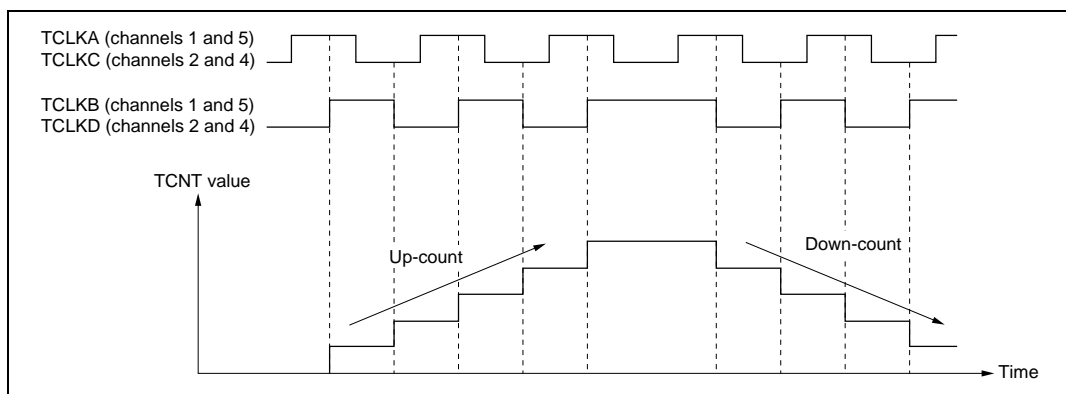 TCLKA (channels 1 and 5)
TCLKC (channels 2 and 4)
TCLKB (channels 1 and 5)
TCLKD (channels 2 and 4)
TCNT value
Up-count
Down-count
Time